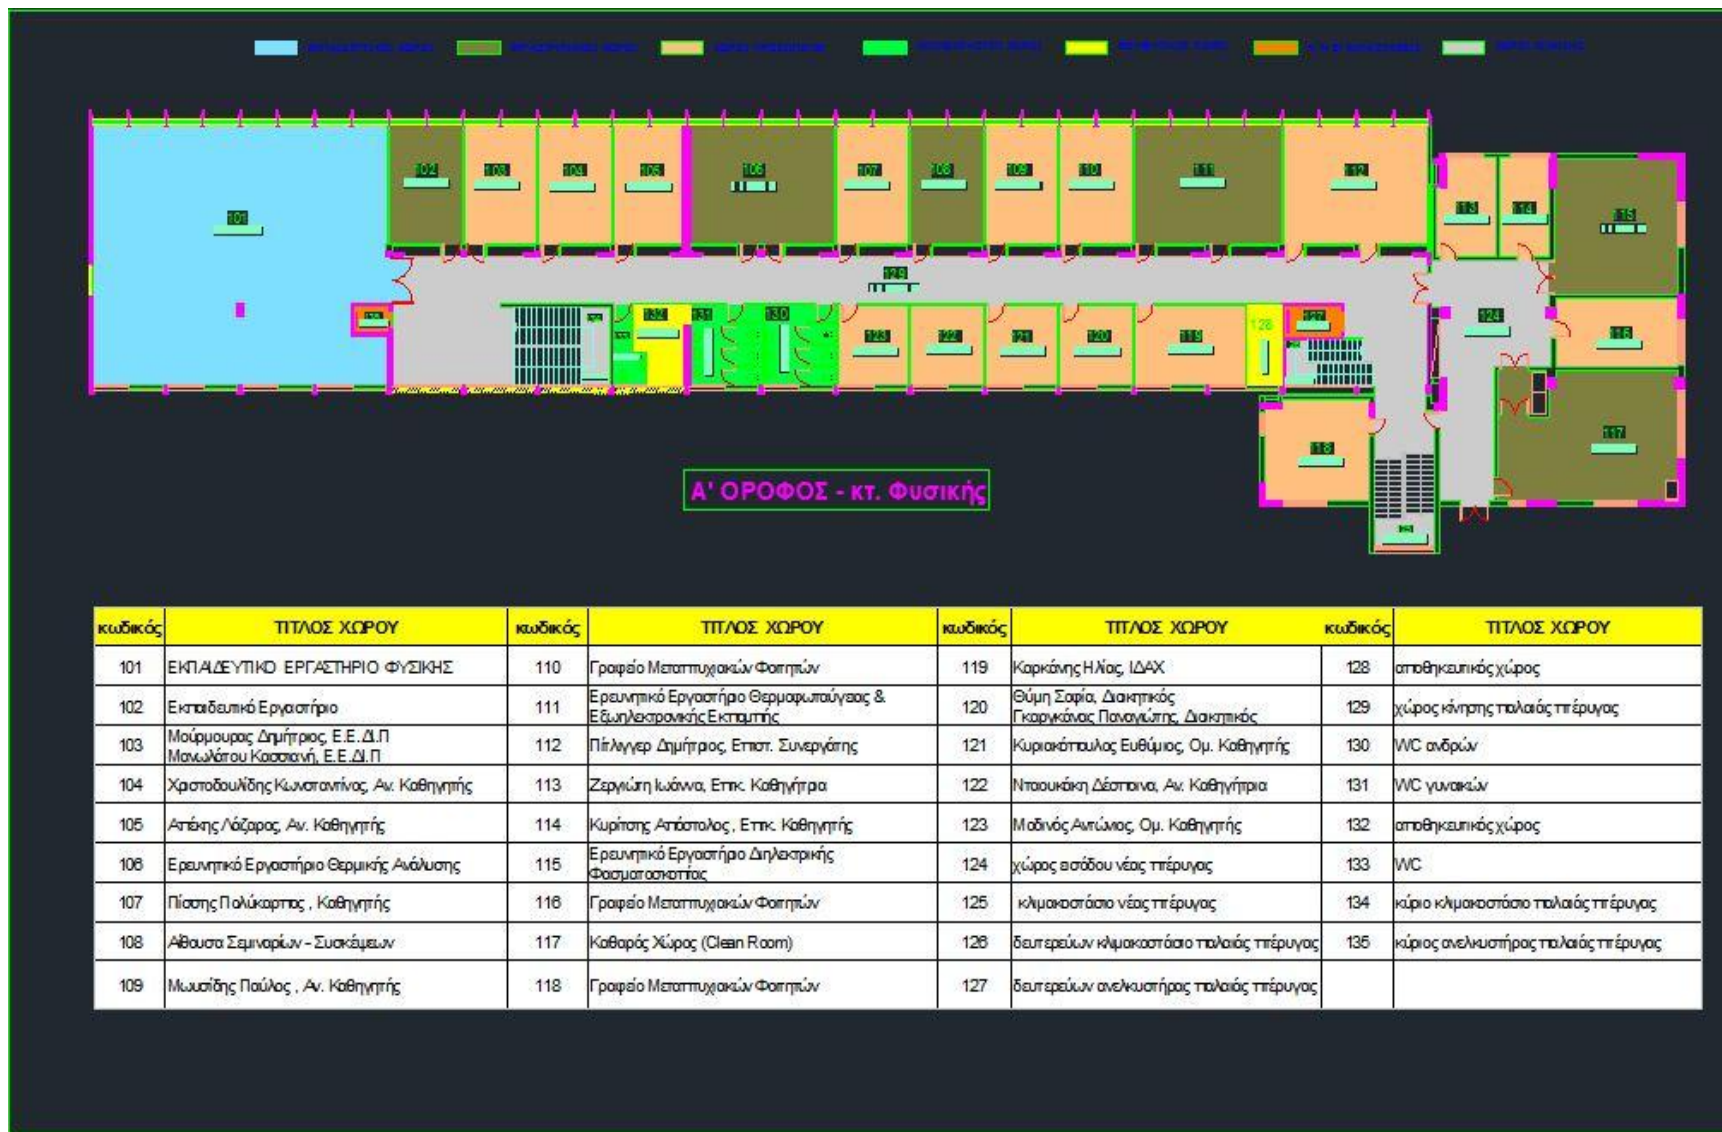 101
102
103
104
105
106
107
108
109
110
111
112
113
114
115
129
132
131
130
123
122
121
120
119
128
127
124
116
118
117
Α' ΟΡΟΦΟΣ - κτ. Φυσικής
κωδικός ΤΙΤΛΟΣ ΧΩΡΟΥ κωδικός ΤΙΤΛΟΣ ΧΩΡΟΥ κωδικός ΤΙΤΛΟΣ ΧΩΡΟΥ κωδικός ΤΙΤΛΟΣ ΧΩΡΟΥ
101 ΕΚΠΑΙΔΕΥΤΙΚΟ ΕΡΓΑΣΤΗΡΙΟ ΦΥΣΙΚΗΣ 110 Γραφείο Μεταπτυχιακών Φοιτητών 119 Καρκάνης Ηλίας, ΙΔΑΧ 128 αποθηκευτικός χώρος
102 Εκπαιδευτικό Εργαστήριο 111 Ερευνητικό Εργαστήριο Θερμοφωταύγειας &
Εξωηλεκτρονικής Εκπομπής 120 Θύμη Σοφία, Διοικητικός
Γκαργκάνας Παναγιώτης, Διοικητικός 129 χώρος κίνησης παλαιάς πτέρυγας
103 Μούρμουρας Δημήτριος, Ε.Ε.ΔΙ.Π
Μανωλάτου Κασσιανή, Ε.Ε.ΔΙ.Π 112 Πίτλιγγερ Δημήτριος, Επιστ. Συνεργάτης 121 Κυριακόπουλος Ευθύμιος, Ομ. Καθηγητής 130 WC ανδρών
104 Χριστοδουλίδης Κωνσταντίνος, Αν. Καθηγητής 113 Ζεργιώτη Ιωάννα, Επικ. Καθηγήτρια 122 Νταουκάκη Δέσποινα, Αν. Καθηγήτρια 131 WC γυναικών
105 Απέκης Λάζαρος, Αν. Καθηγητής 114 Κυρίτσης Απόστολος , Επικ. Καθηγητής 123 Μοδινός Αντώνιος, Ομ. Καθηγητής 132 αποθηκευτικός χώρος
106 Ερευνητικό Εργαστήριο Θερμικής Ανάλυσης 115 Ερευνητικό Εργαστήριο Διηλεκτρικής
Φασματοσκοπίας 124 χώρος εισόδου νέας πτέρυγας 133 WC
107 Πίσσης Πολύκαρπος , Καθηγητής 116 Γραφείο Μεταπτυχιακών Φοιτητών 125 κλιμακοστάσιο νέας πτέρυγας 134 κύριο κλιμακοστάσιο παλαιάς πτέρυγας
108 Αίθουσα Σεμιναρίων - Συσκέψεων 117 Καθαρός Χώρος (Clean Room) 126 δευτερεύων κλιμακοστάσιο παλαιάς πτέρυγας 135 κύριος ανελκυστήρας παλαιάς πτέρυγας
109 Μωυσίδης Παύλος , Αν. Καθηγητής 118 Γραφείο Μεταπτυχιακών Φοιτητών 127 δευτερεύων ανελκυστήρας παλαιάς πτέρυγας